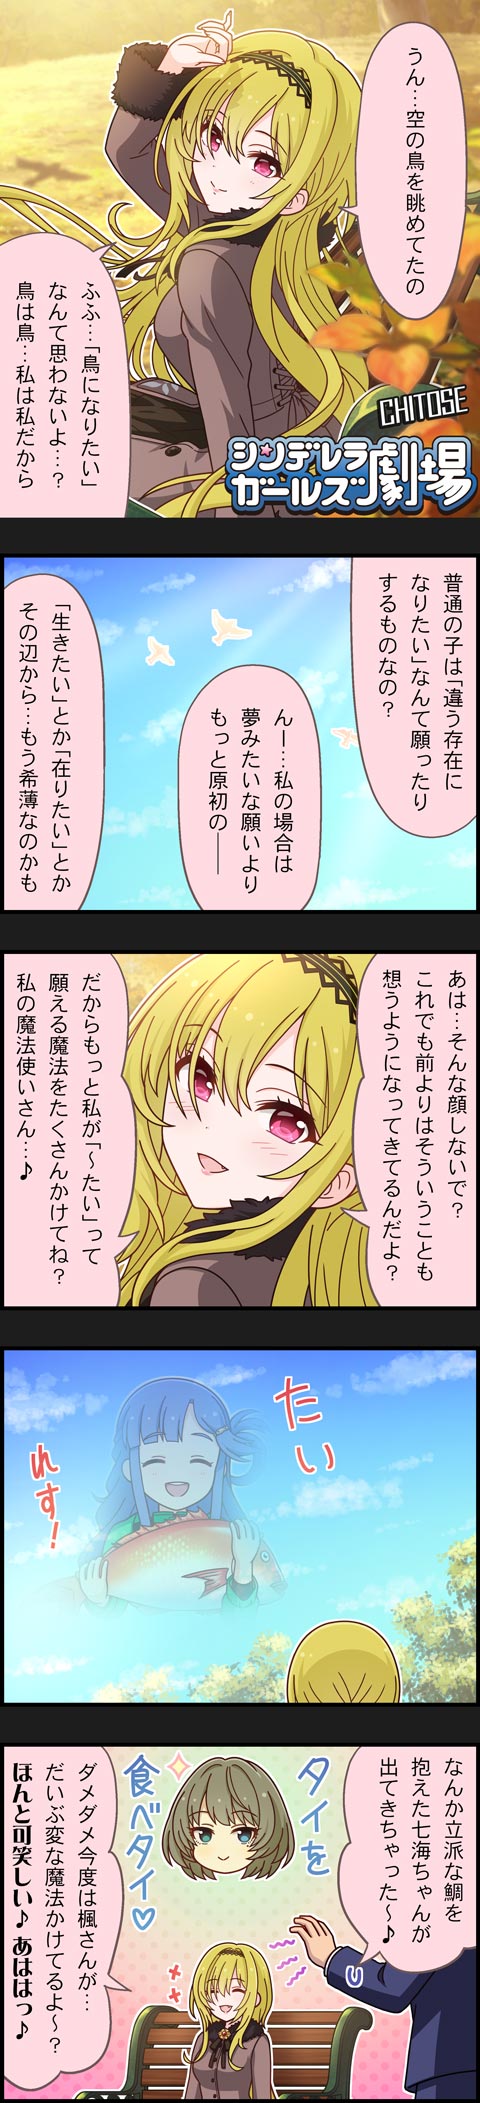 うん…空の鳥を眺めてたの
ふふ…「鳥になりたい」
なんて思わないよ…?
鳥は鳥…私は私だから
CHITOSE
シンデレラ
ガールズ劇場
普通の子は「違う存在に
なりたい」なんて願ったり
するものなの?
んー…私の場合は
夢みたいな願いより
もっと原初の――
「生きたい」とか「在りたい」とか
その辺から…もう希薄なのかも
あは…そんな顔しないで?
これでも前よりはそういうことも
想うようになってきてるんだよ?
だからもっと私が「〜たい」って
願える魔法をたくさんかけてね?
私の魔法使いさん…♪
たい
れす!
なんか立派な鯛を
抱えた七海ちゃんが
出てきちゃった〜♪
タイを
食べタイ♡
ダメダメ今度は楓さんが…
だいぶ変な魔法かけてるよ〜?
ほんと可笑しい♪あははっ♪